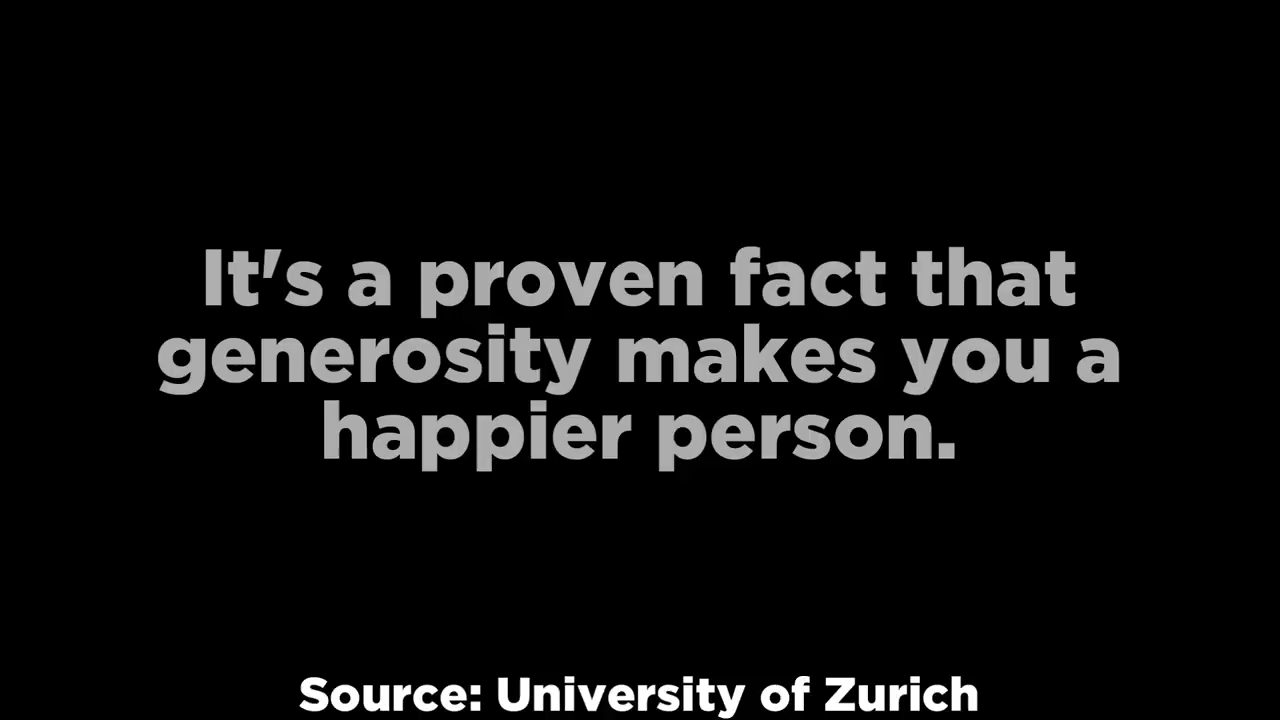 It's a proven fact that
generosity makes you a
happier person.
Source: University of Zurich